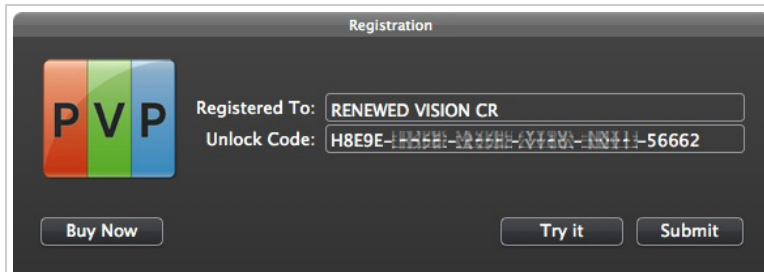 Registration
PVP
Registered To: RENEWED VISION CR
Unlock Code: H8E9E- - - - -56662
Buy Now Try it Submit